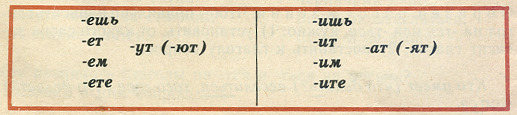 -ешь -ишь
-ет -ут (-ют) -ит -ат (-ят)
-ем -им
-ете -ите